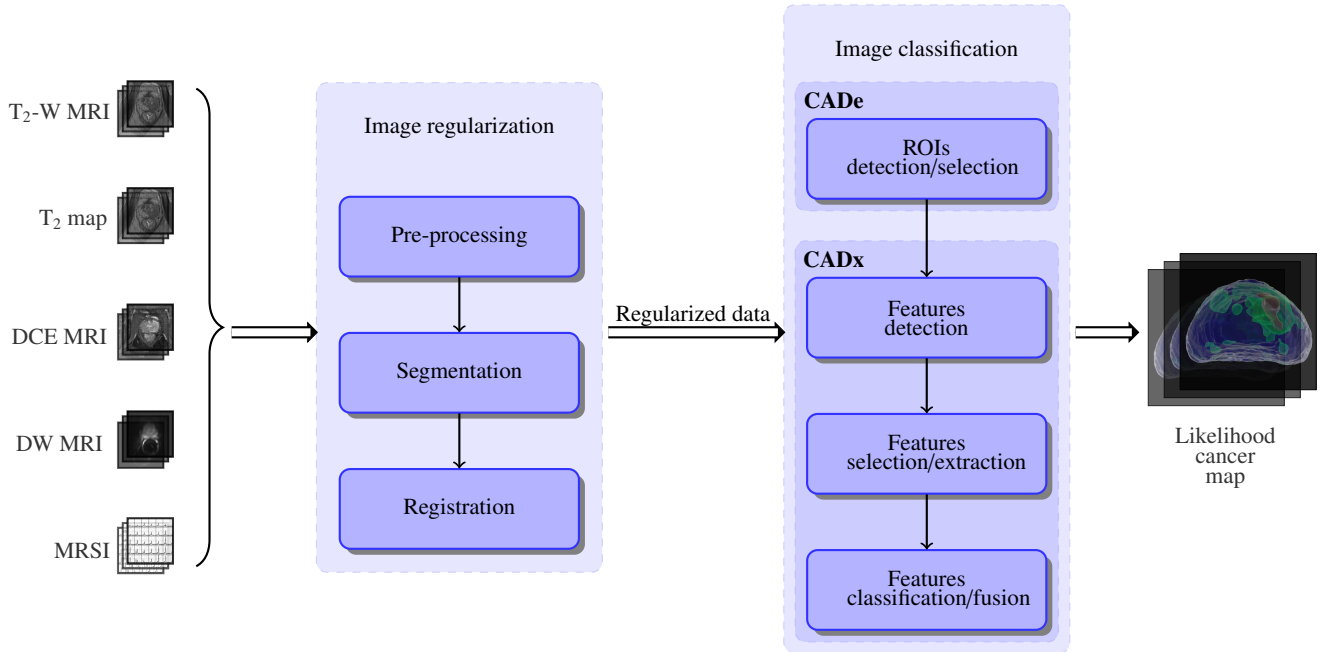 T₂-W MRI
T₂ map
DCE MRI
DW MRI
MRSI
Image regularization
Pre-processing
Segmentation
Registration
Regularized data
Image classification
CADe
ROIs
detection/selection
CADx
Features
detection
Features
selection/extraction
Features
classification/fusion
Likelihood
cancer
map